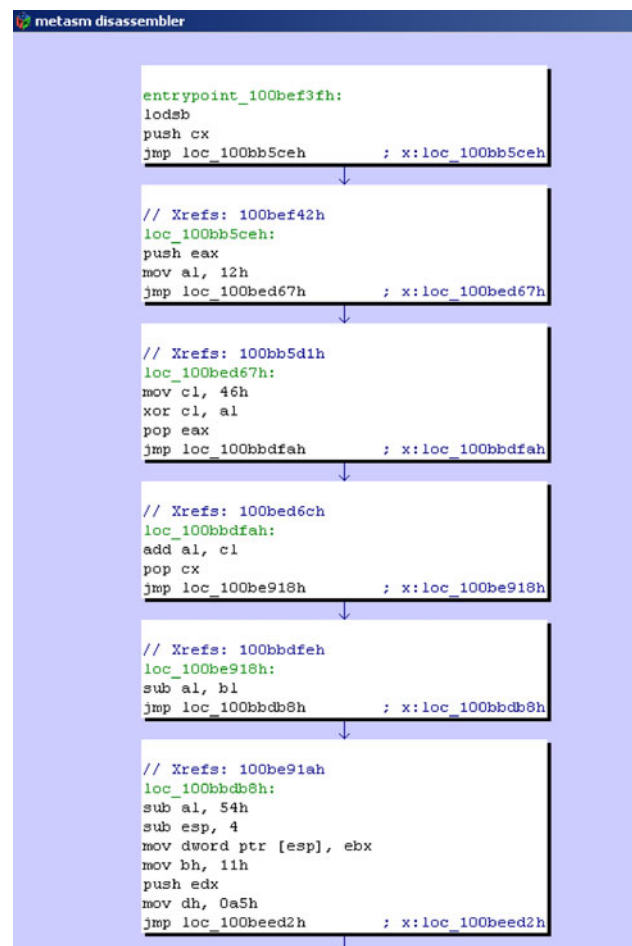 metasm disassembler
entrypoint_100bef3fh:
lodsb
push cx
jmp loc_100bb5ceh ; x:loc_100bb5ceh
// Xrefs: 100bef42h
loc_100bb5ceh:
push eax
mov al, 12h
jmp loc_100bed67h ; x:loc_100bed67h
// Xrefs: 100bb5d1h
loc_100bed67h:
mov cl, 46h
xor cl, al
pop eax
jmp loc_100bbdfah ; x:loc_100bbdfah
// Xrefs: 100bed6ch
loc_100bbdfah:
add al, cl
pop cx
jmp loc_100be918h ; x:loc_100be918h
// Xrefs: 100bbdfeh
loc_100be918h:
sub al, bl
jmp loc_100bbdb8h ; x:loc_100bbdb8h
// Xrefs: 100be91ah
loc_100bbdb8h:
sub al, 54h
sub esp, 4
mov dword ptr [esp], ebx
mov bh, 11h
push edx
mov dh, 0a5h
jmp loc_100beed2h ; x:loc_100beed2h